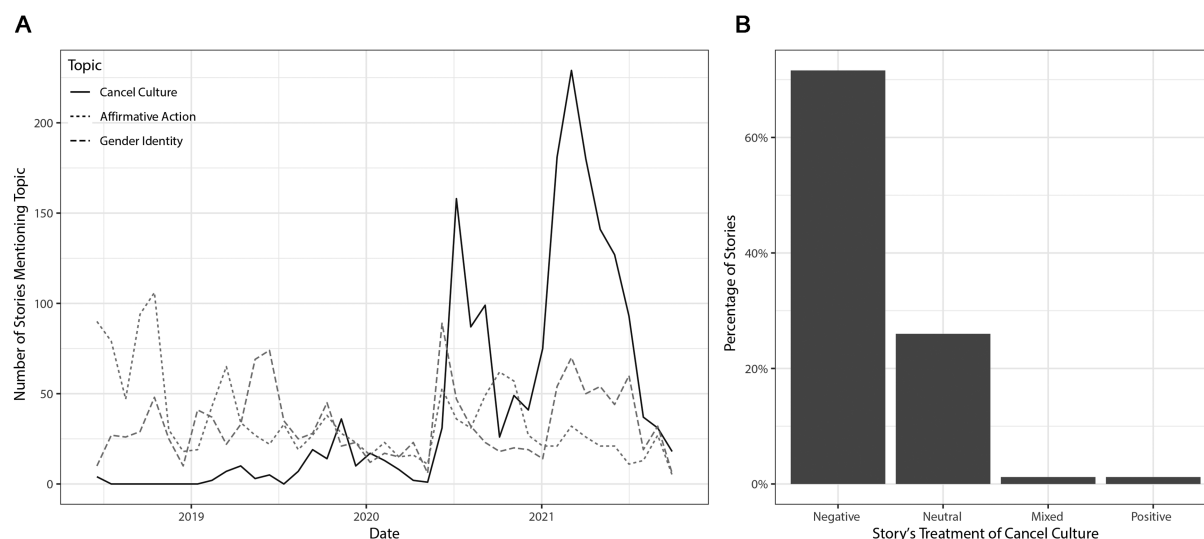 A
B
Topic
Cancel Culture
Affirmative Action
Gender Identity
Number of Stories Mentioning Topic
200
150
100
50
0
2019
2020
2021
Date
Percentage of Stories
60%
40%
20%
0%
Negative
Neutral
Mixed
Positive
Story's Treatment of Cancel Culture